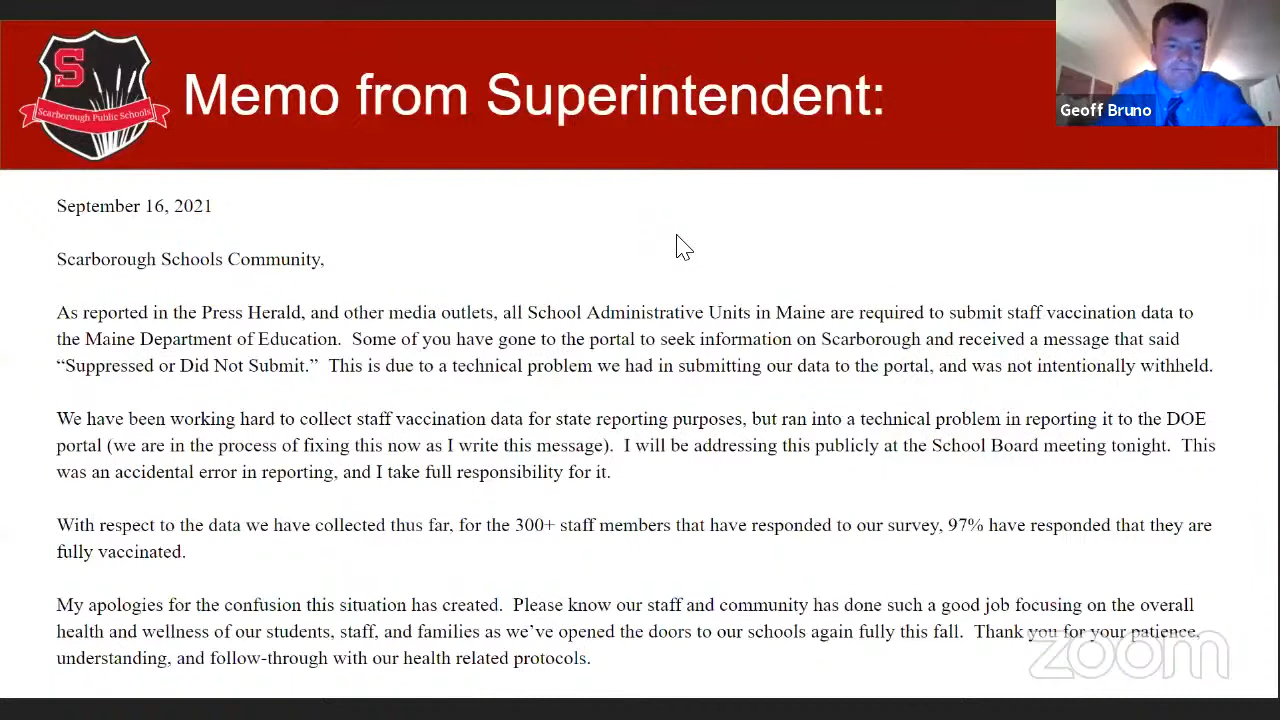 S
Scarborough Public Schools
Memo from Superintendent:
Geoff Bruno
September 16, 2021
Scarborough Schools Community,
As reported in the Press Herald, and other media outlets, all School Administrative Units in Maine are required to submit staff vaccination data to
the Maine Department of Education.  Some of you have gone to the portal to seek information on Scarborough and received a message that said
“Suppressed or Did Not Submit.”  This is due to a technical problem we had in submitting our data to the portal, and was not intentionally withheld.
We have been working hard to collect staff vaccination data for state reporting purposes, but ran into a technical problem in reporting it to the DOE
portal (we are in the process of fixing this now as I write this message).  I will be addressing this publicly at the School Board meeting tonight.  This
was an accidental error in reporting, and I take full responsibility for it.
With respect to the data we have collected thus far, for the 300+ staff members that have responded to our survey, 97% have responded that they are
fully vaccinated.
My apologies for the confusion this situation has created.  Please know our staff and community has done such a good job focusing on the overall
health and wellness of our students, staff, and families as we’ve opened the doors to our schools again fully this fall.  Thank you for your patience,
understanding, and follow-through with our health related protocols.
zoom